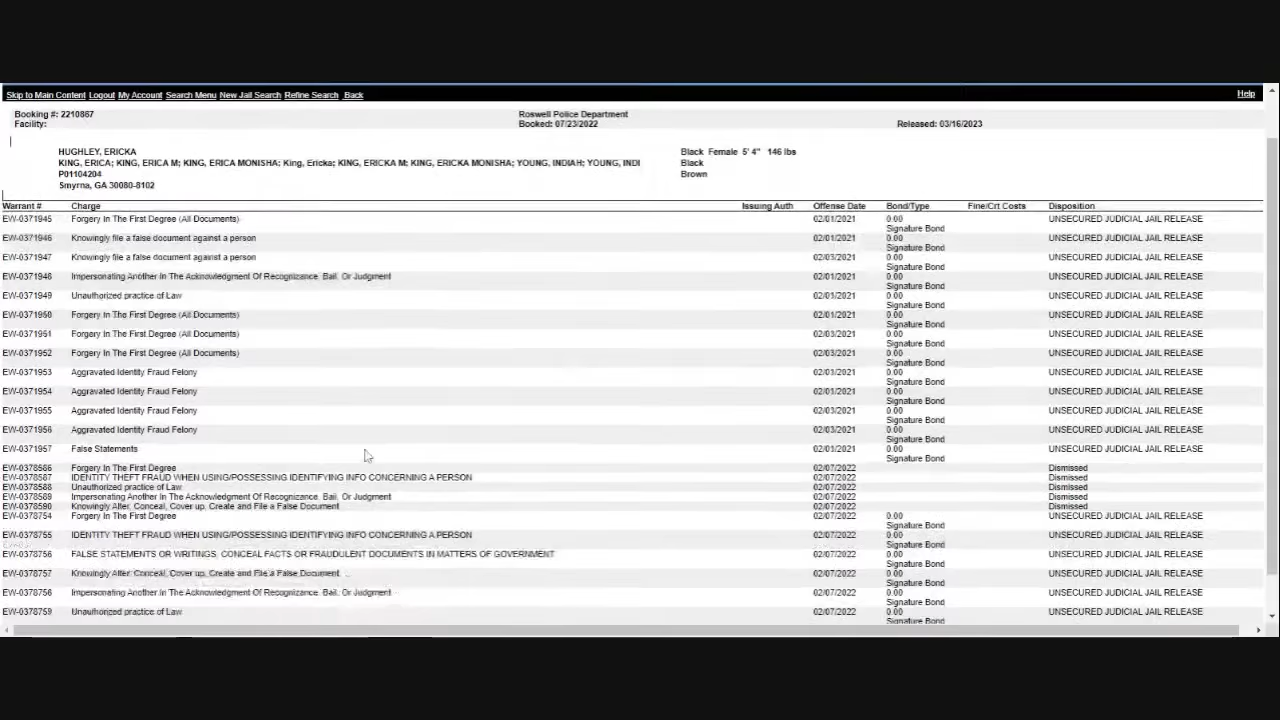 Skip to Main Content Logout My Account Search Menu New Jail Search Refine Search Back Help
Booking #: 2210867 Roswell Police Department
Facility: Booked: 07/23/2022 Released: 03/16/2023
HUGHLEY, ERICKA Black Female 5' 4" 146 lbs
KING, ERICA; KING, ERICA M; KING, ERICA MONISHA; King, Ericka; KING, ERICKA M; KING, ERICKA MONISHA; YOUNG, INDIAH; YOUNG, INDI Black
P01104204 Brown
Smyrna, GA 30080-8102
Warrant # Charge Issuing Auth Offense Date Bond/Type Fine/Crt Costs Disposition
EW-0371945 Forgery In The First Degree (All Documents) 02/01/2021 0.00 UNSECURED JUDICIAL JAIL RELEASE
Signature Bond
EW-0371946 Knowingly file a false document against a person 02/01/2021 0.00 UNSECURED JUDICIAL JAIL RELEASE
Signature Bond
EW-0371947 Knowingly file a false document against a person 02/03/2021 0.00 UNSECURED JUDICIAL JAIL RELEASE
Signature Bond
EW-0371948 Impersonating Another In The Acknowledgment Of Recognizance. Bail. Or Judgment 02/01/2021 0.00 UNSECURED JUDICIAL JAIL RELEASE
Signature Bond
EW-0371949 Unauthorized practice of Law 02/01/2021 0.00 UNSECURED JUDICIAL JAIL RELEASE
Signature Bond
EW-0371950 Forgery In The First Degree (All Documents) 02/01/2021 0.00 UNSECURED JUDICIAL JAIL RELEASE
Signature Bond
EW-0371951 Forgery In The First Degree (All Documents) 02/03/2021 0.00 UNSECURED JUDICIAL JAIL RELEASE
Signature Bond
EW-0371952 Forgery In The First Degree (All Documents) 02/03/2021 0.00 UNSECURED JUDICIAL JAIL RELEASE
Signature Bond
EW-0371953 Aggravated Identity Fraud Felony 02/01/2021 0.00 UNSECURED JUDICIAL JAIL RELEASE
Signature Bond
EW-0371954 Aggravated Identity Fraud Felony 02/01/2021 0.00 UNSECURED JUDICIAL JAIL RELEASE
Signature Bond
EW-0371955 Aggravated Identity Fraud Felony 02/03/2021 0.00 UNSECURED JUDICIAL JAIL RELEASE
Signature Bond
EW-0371956 Aggravated Identity Fraud Felony 02/03/2021 0.00 UNSECURED JUDICIAL JAIL RELEASE
Signature Bond
EW-0371957 False Statements 02/01/2021 0.00 UNSECURED JUDICIAL JAIL RELEASE
Signature Bond
EW-0378586 Forgery In The First Degree 02/07/2022 Dismissed
EW-0378587 IDENTITY THEFT FRAUD WHEN USING/POSSESSING IDENTIFYING INFO CONCERNING A PERSON 02/07/2022 Dismissed
EW-0378588 Unauthorized practice of Law 02/07/2022 Dismissed
EW-0378589 Impersonating Another In The Acknowledgment Of Recognizance. Bail. Or Judgment 02/07/2022 Dismissed
EW-0378590 Knowingly Alter. Conceal, Cover up, Create and File a False Document 02/07/2022 Dismissed
EW-0378754 Forgery In The First Degree 02/07/2022 0.00 UNSECURED JUDICIAL JAIL RELEASE
Signature Bond
EW-0378755 IDENTITY THEFT FRAUD WHEN USING/POSSESSING IDENTIFYING INFO CONCERNING A PERSON 02/07/2022 0.00 UNSECURED JUDICIAL JAIL RELEASE
Signature Bond
EW-0378756 FALSE STATEMENTS OR WRITINGS, CONCEAL FACTS OR FRAUDULENT DOCUMENTS IN MATTERS OF GOVERNMENT 02/07/2022 0.00 UNSECURED JUDICIAL JAIL RELEASE
Signature Bond
EW-0378757 Knowingly Alter. Conceal, Cover up, Create and File a False Document 02/07/2022 0.00 UNSECURED JUDICIAL JAIL RELEASE
Signature Bond
EW-0378758 Impersonating Another In The Acknowledgment Of Recognizance. Bail. Or Judgment 02/07/2022 0.00 UNSECURED JUDICIAL JAIL RELEASE
Signature Bond
EW-0378759 Unauthorized practice of Law 02/07/2022 0.00 UNSECURED JUDICIAL JAIL RELEASE
Signature Bond